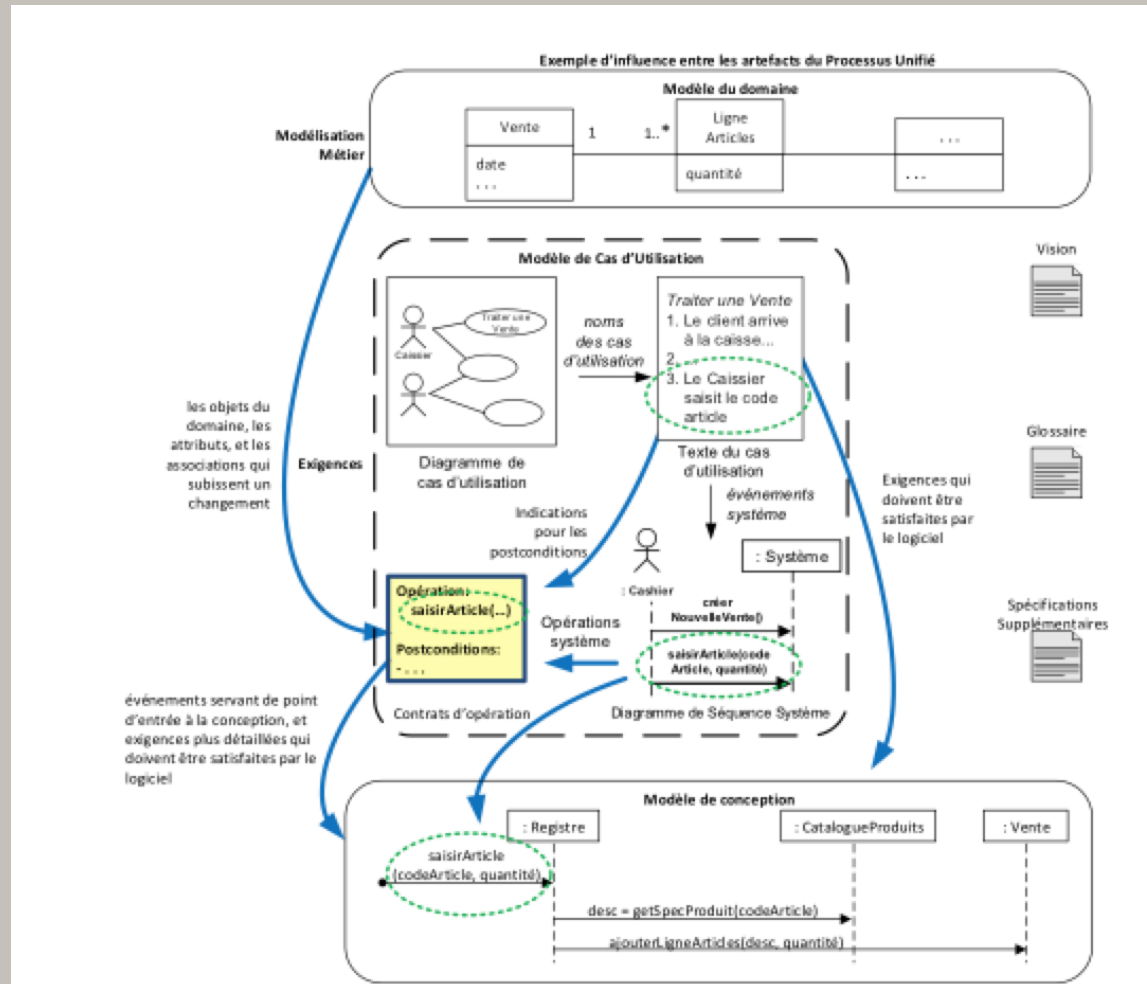 Exemple d'influence entre les artefacts du Processus Unifié
Modèle du domaine
Modélisation
Métier
Vente
1
1..*
Ligne
Articles
. . .
date
. . .
quantité
. . .
Modèle de Cas d'Utilisation
Vision
Traiter une
Vente
Caissier
noms
des cas
d'utilisation
Traiter une Vente
1. Le client arrive
à la caisse...
2. ...
3. Le Caissier
saisit le code
article
les objets du
domaine, les
attributs, et les
associations qui
subissent un
changement
Exigences
Diagramme de
cas d'utilisation
Texte du cas
d'utilisation
Glossaire
Exigences qui
doivent être
satisfaites par
le logiciel
Indications
pour les
postconditions
événements
système
: Système
: Cashier
Opération:
saisirArticle(...)
Postconditions:
- . . .
Opérations
système
créer
NouvelleVente()
saisirArticle(code
Article, quantité)
Spécifications
Supplémentaires
événements servant de point
d'entrée à la conception, et
exigences plus détaillées qui
doivent être satisfaites par le
logiciel
Contrats d'opération
Diagramme de Séquence Système
Modèle de conception
: Registre
: CatalogueProduits
: Vente
saisirArticle
(codeArticle, quantité)
desc = getSpecProduit(codeArticle)
ajouterLigneArticles(desc, quantité)